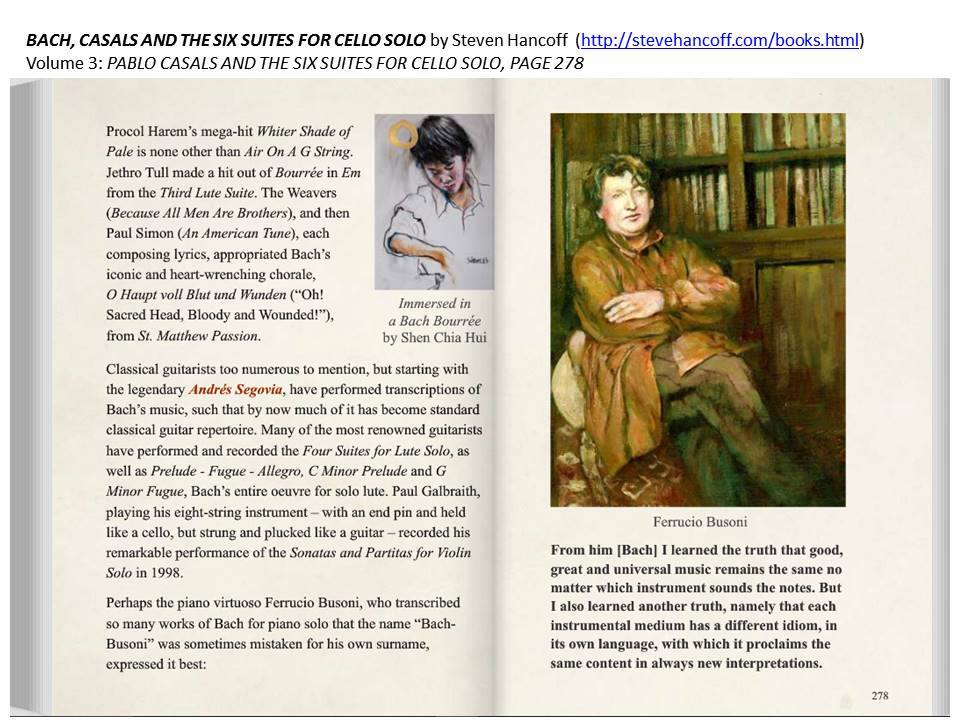 BACH, CASALS AND THE SIX SUITES FOR CELLO SOLO by Steven Hancoff (http://stevehancoff.com/books.html)
Volume 3: PABLO CASALS AND THE SIX SUITES FOR CELLO SOLO, PAGE 278
Procol Harem's mega-hit Whiter Shade of
Pale is none other than Air On A G String.
Jethro Tull made a hit out of Bourrée in Em
from the Third Lute Suite. The Weavers
(Because All Men Are Brothers), and then
Paul Simon (An American Tune), each
composing lyrics, appropriated Bach's
iconic and heart-wrenching chorale,
O Haupt voll Blut und Wunden ("Oh!
Sacred Head, Bloody and Wounded!"),
from St. Matthew Passion.
Immersed in
a Bach Bourrée
by Shen Chia Hui
Classical guitarists too numerous to mention, but starting with
the legendary Andrés Segovia, have performed transcriptions of
Bach's music, such that by now much of it has become standard
classical guitar repertoire. Many of the most renowned guitarists
have performed and recorded the Four Suites for Lute Solo, as
well as Prelude - Fugue - Allegro, C Minor Prelude and G
Minor Fugue, Bach's entire oeuvre for solo lute. Paul Galbraith,
playing his eight-string instrument – with an end pin and held
like a cello, but strung and plucked like a guitar – recorded his
remarkable performance of the Sonatas and Partitas for Violin
Solo in 1998.
Perhaps the piano virtuoso Ferrucio Busoni, who transcribed
so many works of Bach for piano solo that the name "Bach-
Busoni" was sometimes mistaken for his own surname,
expressed it best:
Ferrucio Busoni
From him [Bach] I learned the truth that good,
great and universal music remains the same no
matter which instrument sounds the notes. But
I also learned another truth, namely that each
instrumental medium has a different idiom, in
its own language, with which it proclaims the
same content in always new interpretations.
278